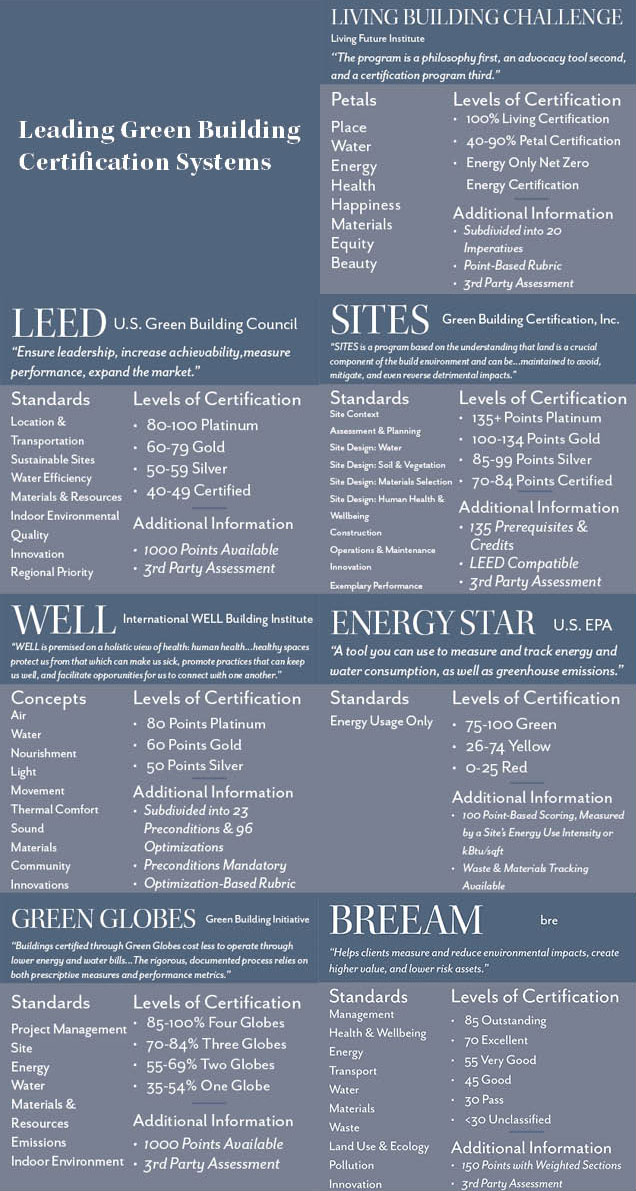 Leading Green Building
Certification Systems
LIVING BUILDING CHALLENGE
Living Future Institute
"The program is a philosophy first, an advocacy tool second,
and a certification program third."
Petals
Place
Water
Energy
Health
Happiness
Materials
Equity
Beauty
Levels of Certification
• 100% Living Certification
• 40-90% Petal Certification
• Energy Only Net Zero
Energy Certification
Additional Information
• Subdivided into 20
Imperatives
• Point-Based Rubric
• 3rd Party Assessment
LEED U.S. Green Building Council
"Ensure leadership, increase achievability,measure
performance, expand the market."
Standards
Location &
Transportation
Sustainable Sites
Water Efficiency
Materials & Resources
Indoor Environmental
Quality
Innovation
Regional Priority
Levels of Certification
• 80-100 Platinum
• 60-79 Gold
• 50-59 Silver
• 40-49 Certified
Additional Information
• 1000 Points Available
• 3rd Party Assessment
SITES Green Building Certification, Inc.
"SITES is a program based on the understanding that land is a crucial
component of the build environment and can be...maintained to avoid,
mitigate, and even reverse detrimental impacts."
Standards
Site Context
Assessment & Planning
Site Design: Water
Site Design: Soil & Vegetation
Site Design: Materials Selection
Site Design: Human Health &
Wellbeing
Construction
Operations & Maintenance
Innovation
Exemplary Performance
Levels of Certification
• 135+ Points Platinum
• 100-134 Points Gold
• 85-99 Points Silver
• 70-84 Points Certified
Additional Information
• 135 Prerequisites &
Credits
• LEED Compatible
• 3rd Party Assessment
WELL International WELL Building Institute
"WELL is premised on a holistic view of health: human health...healthy spaces
protect us from that which can make us sick, promote practices that can keep
us well, and facilitate opportunities for us to connect with one another."
Concepts
Air
Water
Nourishment
Light
Movement
Thermal Comfort
Sound
Materials
Community
Innovations
Levels of Certification
• 80 Points Platinum
• 60 Points Gold
• 50 Points Silver
Additional Information
• Subdivided into 23
Preconditions & 96
Optimizations
• Preconditions Mandatory
• Optimization-Based Rubric
ENERGY STAR U.S. EPA
"A tool you can use to measure and track energy and
water consumption, as well as greenhouse emissions."
Standards
Energy Usage Only
Levels of Certification
• 75-100 Green
• 26-74 Yellow
• 0-25 Red
Additional Information
• 100 Point-Based Scoring, Measured
by a Site's Energy Use Intensity or
kBtu/sqft
• Waste & Materials Tracking
Available
GREEN GLOBES Green Building Initiative
"Buildings certified through Green Globes cost less to operate through
lower energy and water bills...The rigorous, documented process relies on
both prescriptive measures and performance metrics."
Standards
Project Management
Site
Energy
Water
Materials &
Resources
Emissions
Indoor Environment
Levels of Certification
• 85-100% Four Globes
• 70-84% Three Globes
• 55-69% Two Globes
• 35-54% One Globe
Additional Information
• 1000 Points Available
• 3rd Party Assessment
BREEAM bre
"Helps clients measure and reduce environmental impacts, create
higher value, and lower risk assets."
Standards
Management
Health & Wellbeing
Energy
Transport
Water
Materials
Waste
Land Use & Ecology
Pollution
Innovation
Levels of Certification
• 85 Outstanding
• 70 Excellent
• 55 Very Good
• 45 Good
• 30 Pass
• <30 Unclassified
Additional Information
• 150 Points with Weighted Sections
• 3rd Party Assessment